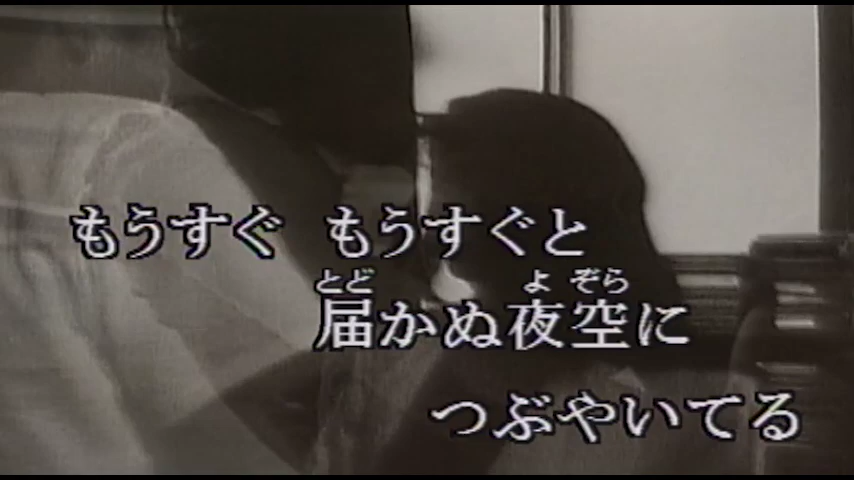 もうすぐ もうすぐと
とど よぞら
届かぬ夜空に
つぶやいてる